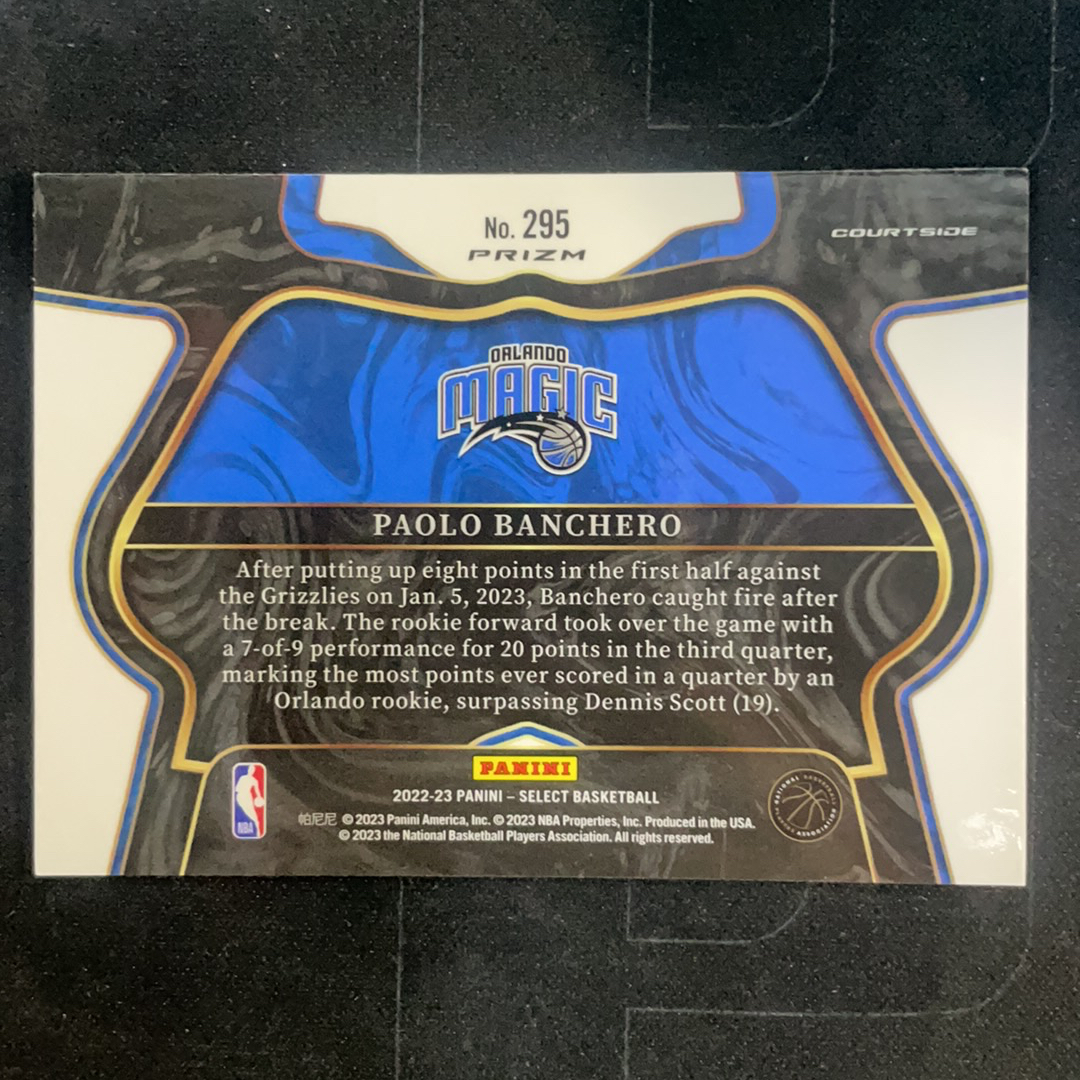 No. 295
PRIZM
COURTSIDE
ORLANDO
MAGIC
PAOLO BANCHERO
After putting up eight points in the first half against
the Grizzlies on Jan. 5, 2023, Banchero caught fire after
the break. The rookie forward took over the game with
a 7-of-9 performance for 20 points in the third quarter,
marking the most points ever scored in a quarter by an
Orlando rookie, surpassing Dennis Scott (19).
PANINI
2022-23 PANINI – SELECT BASKETBALL
帕尼尼 © 2023 Panini America, Inc. © 2023 NBA Properties, Inc. Produced in the USA.
© 2023 the National Basketball Players Association. All rights reserved.